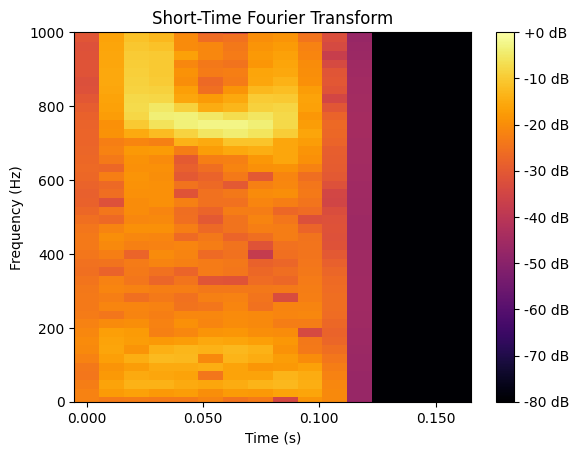 Short-Time Fourier Transform
1000
800
600
400
200
0
Frequency (Hz)
0.000
0.050
0.100
0.150
Time (s)
+0 dB
-10 dB
-20 dB
-30 dB
-40 dB
-50 dB
-60 dB
-70 dB
-80 dB